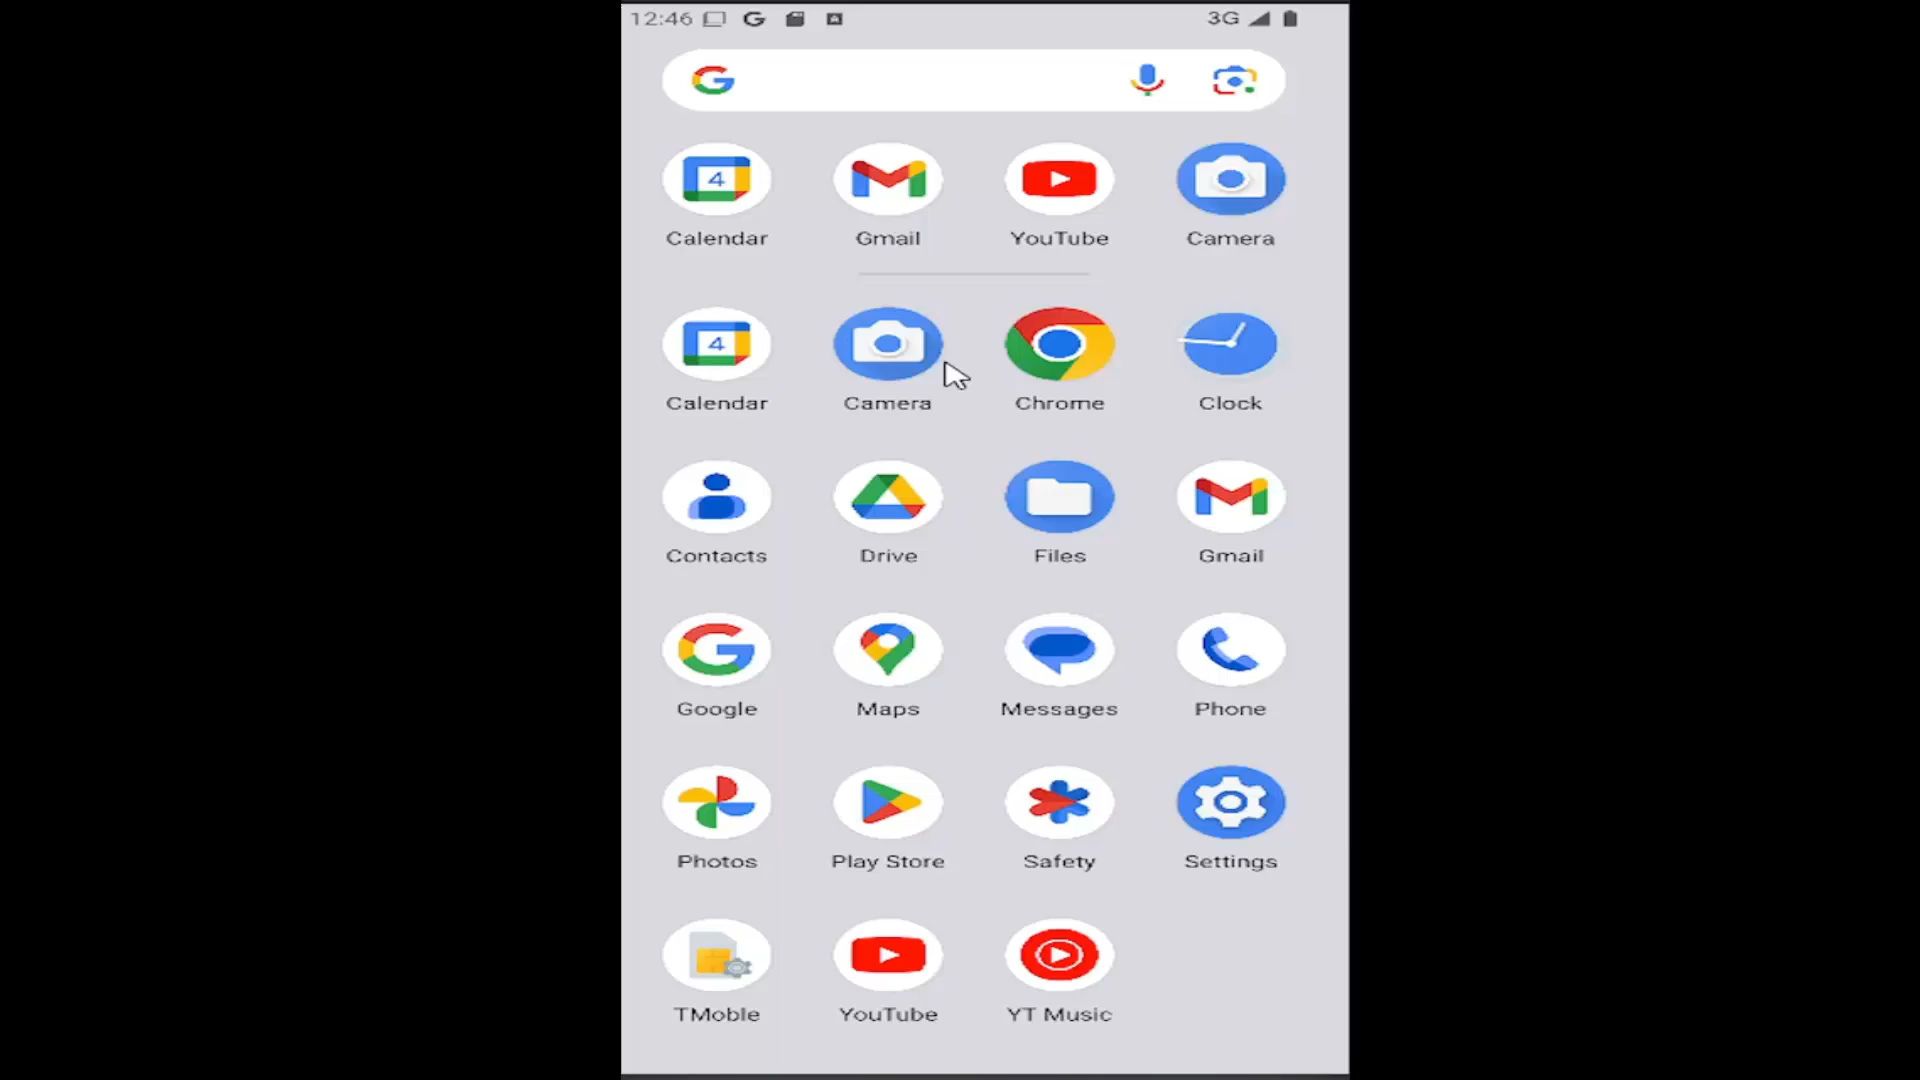 12:46 3G
Calendar Gmail YouTube Camera
Calendar Camera Chrome Clock
Contacts Drive Files Gmail
Google Maps Messages Phone
Photos Play Store Safety Settings
TMoble YouTube YT Music